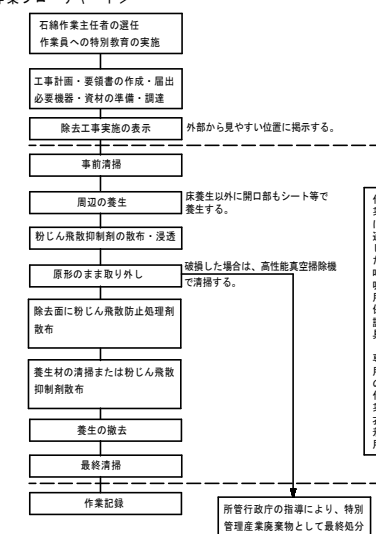 石綿作業主任者の選任
作業員への特別教育の実施
工事計画・要領書の作成・届出
必要機器・資材の準備・調達
除去工事実施の表示
外部から見やすい位置に掲示する。
事前清掃
周辺の養生
床養生以外に開口部もシート等で
養生する。
粉じん飛散抑制剤の散布・浸透
原形のまま取り外し
破損した場合は、高性能真空掃除機
で清掃する。
除去面に粉じん飛散防止処理剤
散布
養生材の清掃または粉じん飛散
抑制剤散布
養生の撤去
最終清掃
作業記録
所管行政庁の指導により、特別
管理産業廃棄物として最終処分